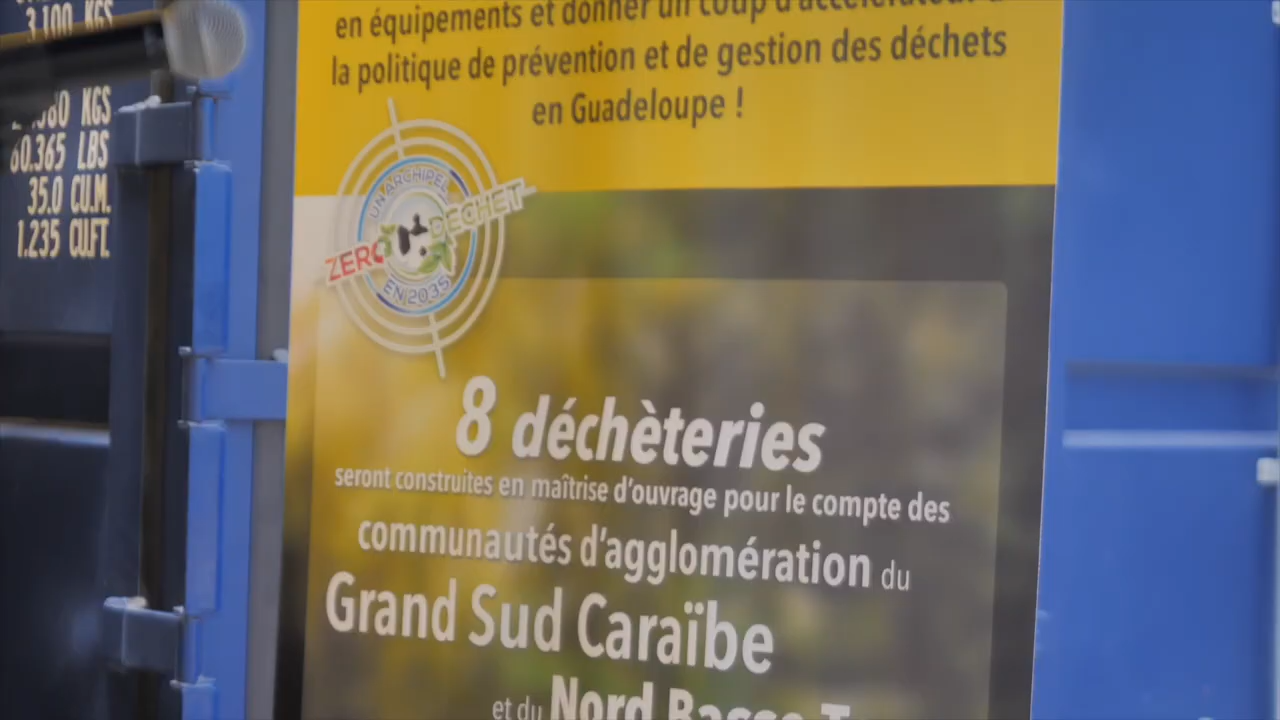 3.100 KGS
KGS
60.365 LBS
35.0 CU.M.
1.235 CU.FT.
en équipements et donner un coup d'accélérateur
la politique de prévention et de gestion des déchets
en Guadeloupe !
UN ARCHIPEL
ZERO DECHET
EN 2035
8 déchèteries
seront construites en maîtrise d'ouvrage pour le compte des
communautés d'agglomération du
Grand Sud Caraïbe
et du Nord Basse